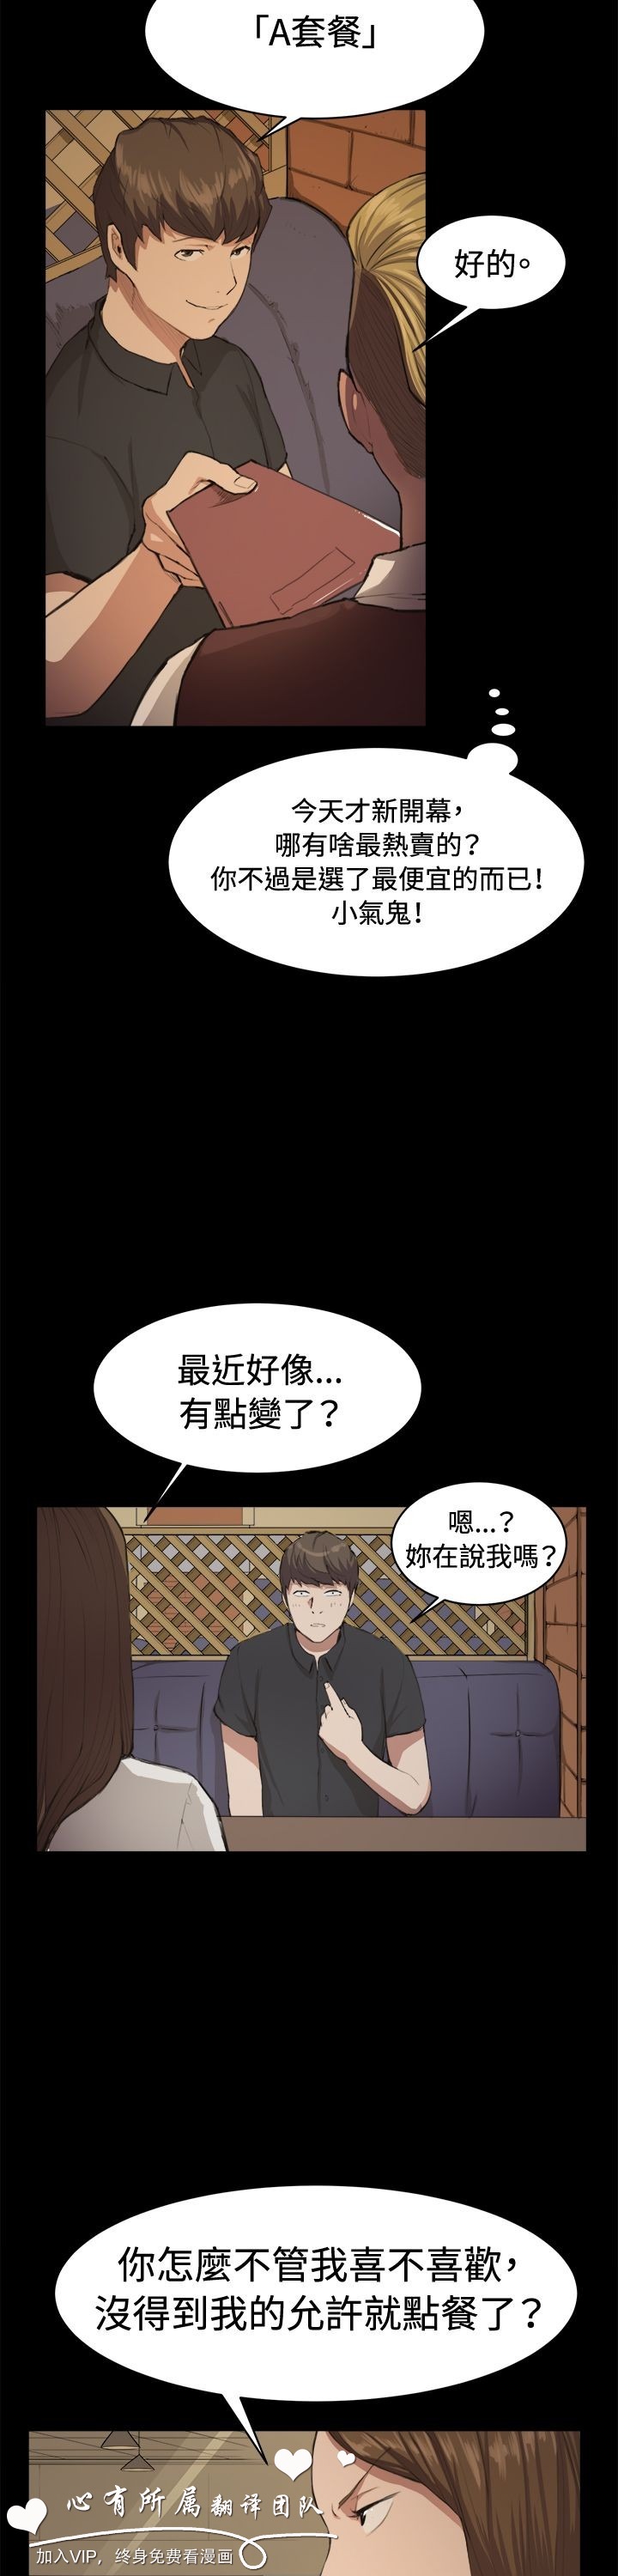 「A套餐」
好的。
今天才新開幕，
哪有啥最熱賣的？
你不過是選了最便宜的而已！
小氣鬼！
最近好像…
有點變了？
嗯…？
妳在說我嗎？
你怎麼不管我喜不喜歡，
沒得到我的允許就點餐了？
心有所属翻译团队
加入VIP，终身免费看漫画